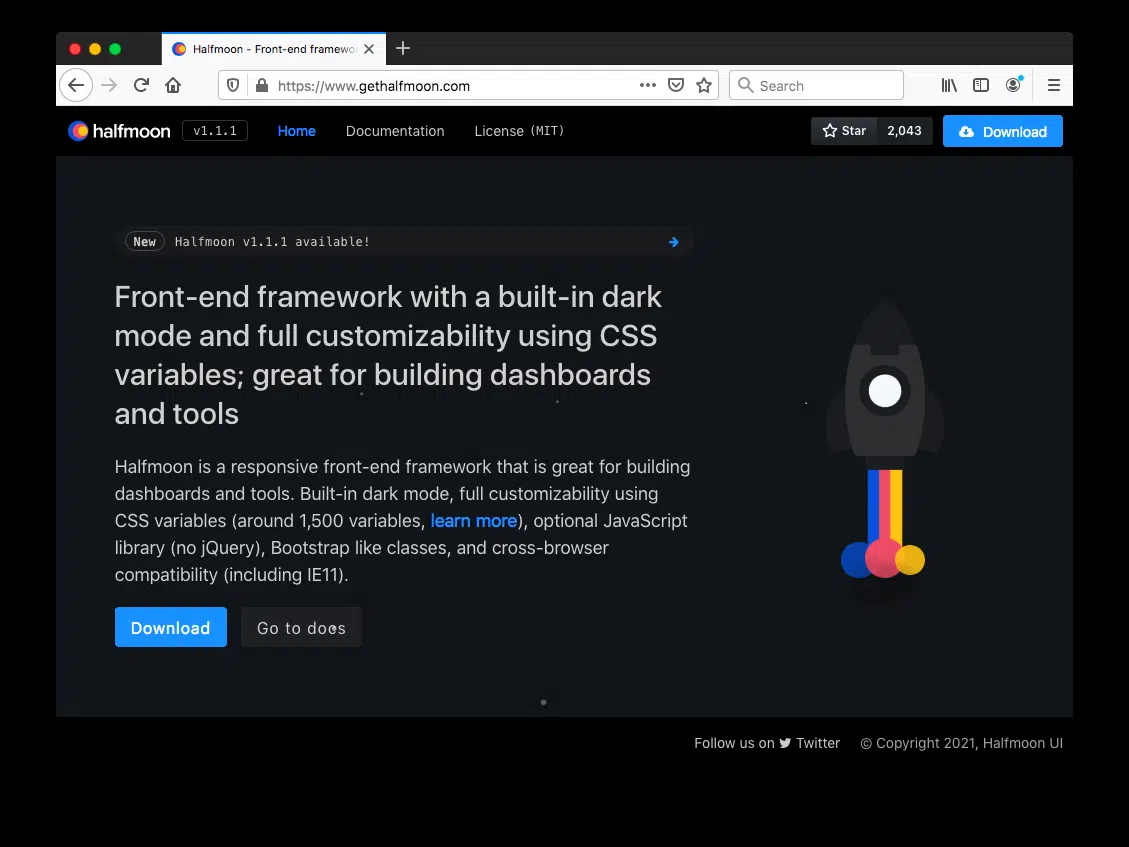 Halfmoon - Front-end framewo
https://www.gethalfmoon.com
Search
halfmoon v1.1.1 Home Documentation License (MIT) Star 2,043 Download
New Halfmoon v1.1.1 available!
Front-end framework with a built-in dark
mode and full customizability using CSS
variables; great for building dashboards
and tools
Halfmoon is a responsive front-end framework that is great for building
dashboards and tools. Built-in dark mode, full customizability using
CSS variables (around 1,500 variables, learn more), optional JavaScript
library (no jQuery), Bootstrap like classes, and cross-browser
compatibility (including IE11).
Download Go to docs
Follow us on Twitter © Copyright 2021, Halfmoon UI